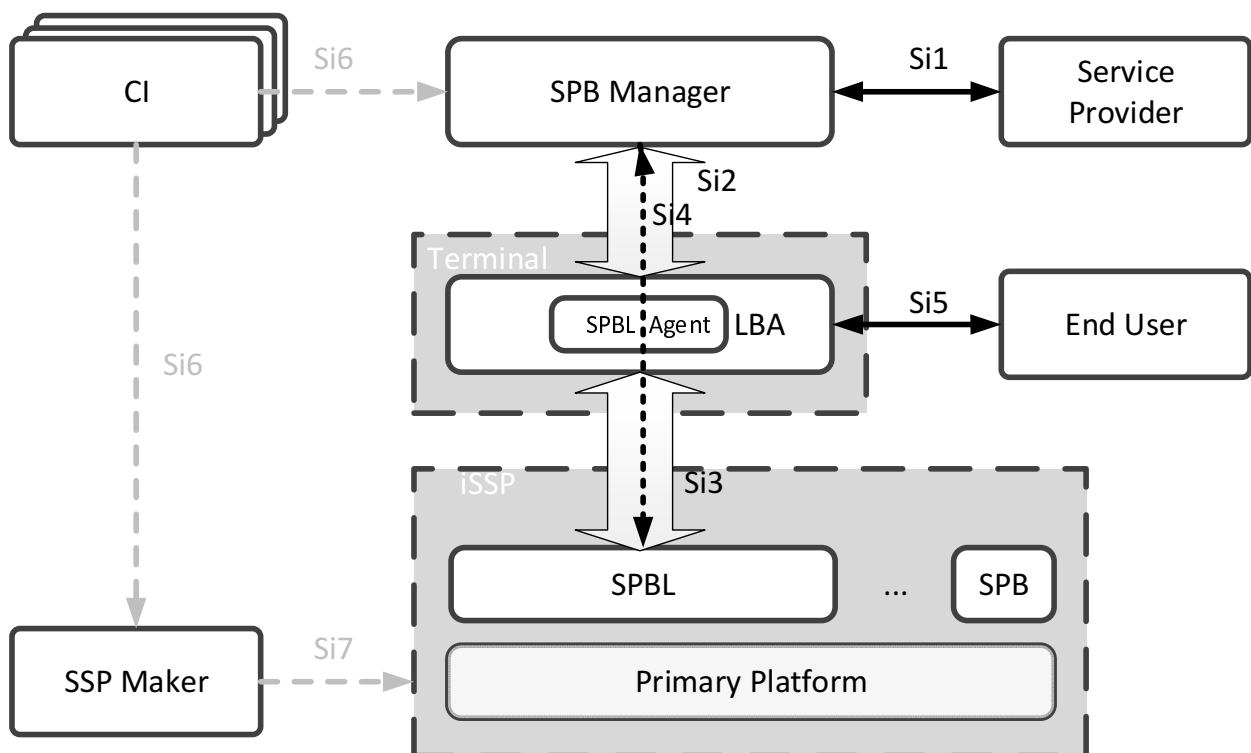 CI
Si6
SPB Manager
Si1
Service
Provider
Si2
Si4
Terminal
SPBL Agent
LBA
Si5
End User
Si6
iSSP
Si3
SPBL
...
SPB
SSP Maker
Si7
Primary Platform